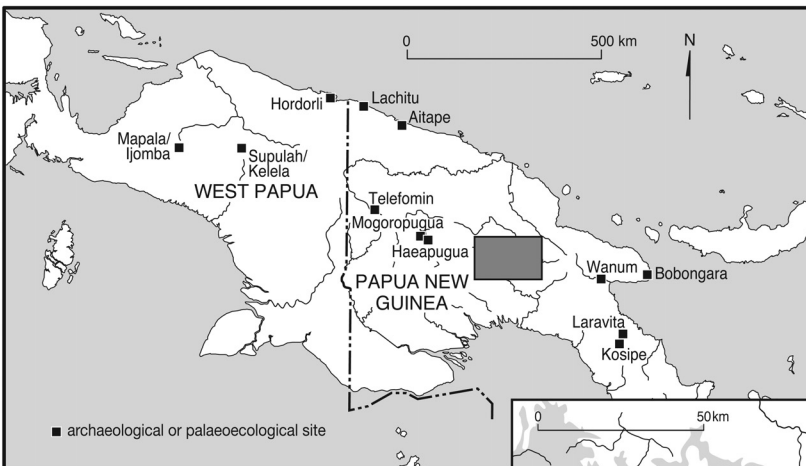 0
500 km
N
Hordorli
Lachitu
Aitape
Mapala/
Ijomba
Supulah/
Kelela
WEST PAPUA
Telefomin
Mogoropugua
Haeapugua
PAPUA NEW
GUINEA
Wanum
Bobongara
Laravita
Kosipe
archaeological or palaeoecological site
0
50km